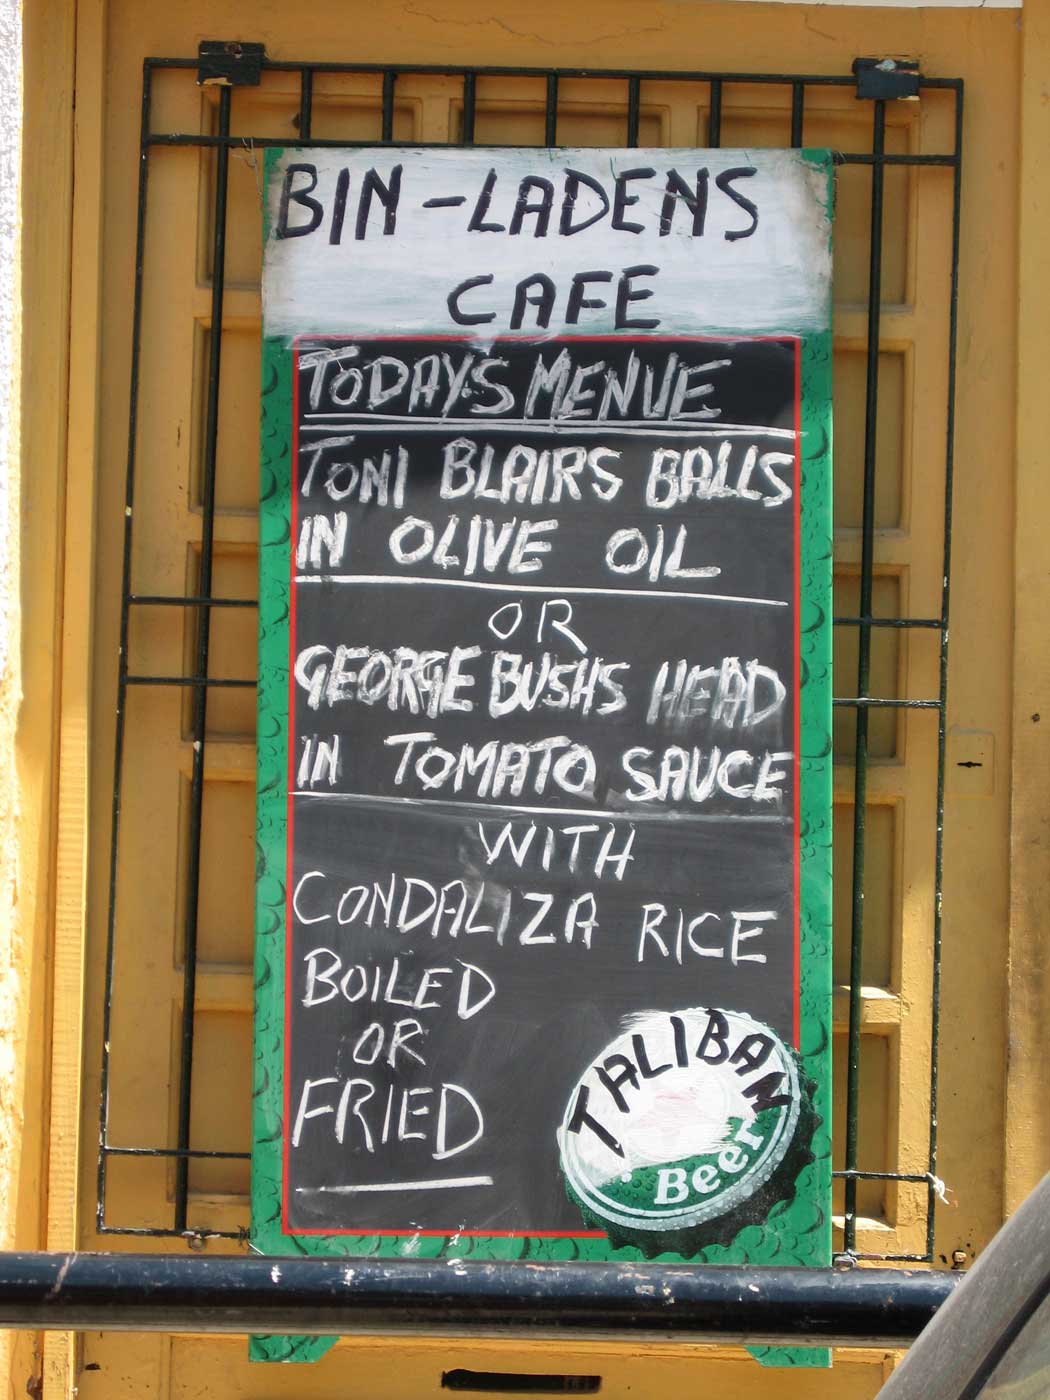 BIN-LADENS
CAFE
TODAY'S MENUE
TONI BLAIRS BALLS
IN OLIVE OIL
OR
GEORGE BUSHS HEAD
IN TOMATO SAUCE
WITH
CONDALIZA RICE
BOILED
OR
FRIED
TALIBAN
Beer